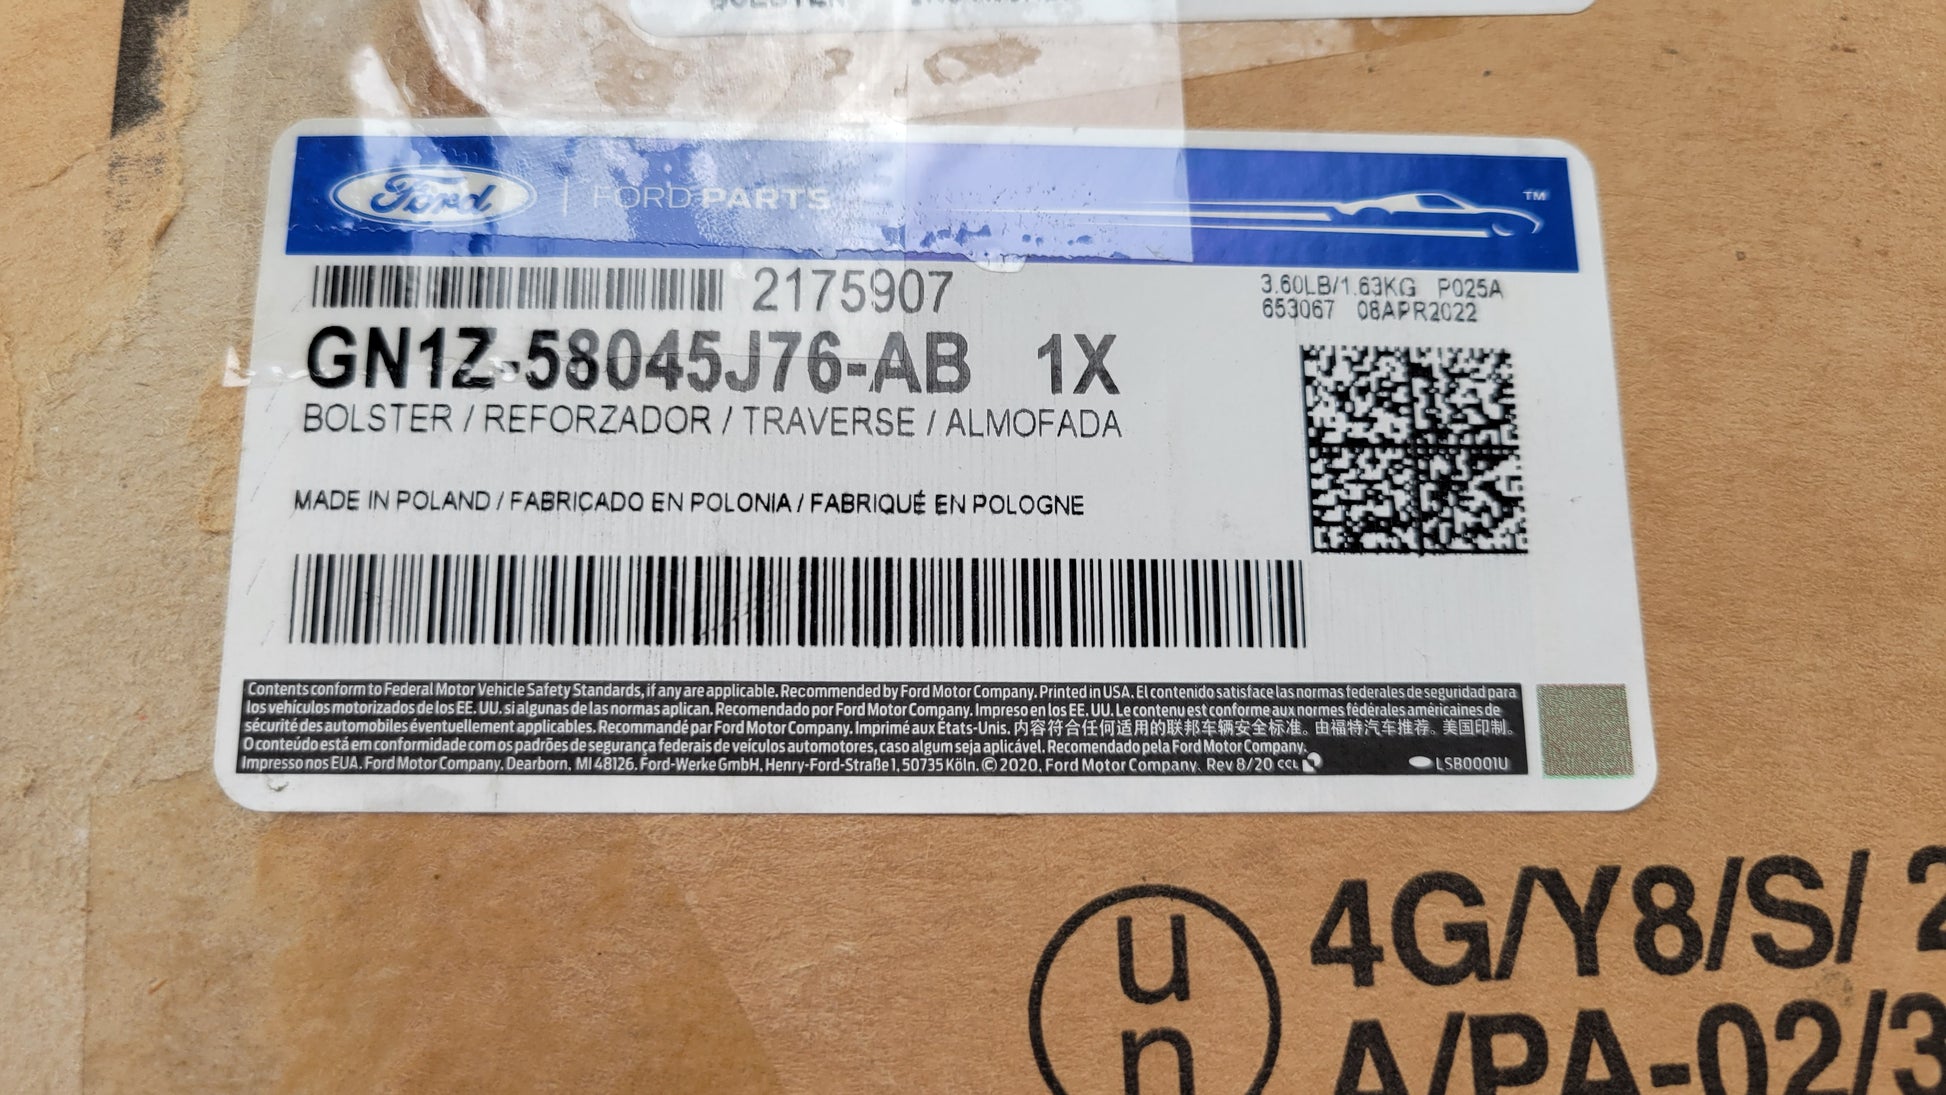 BOLSTER
Ford | FORD PARTS TM
2175907
3.60LB/1.63KG P025A
653067 08APR2022
GN1Z-58045J76-AB 1X
BOLSTER / REFORZADOR / TRAVERSE / ALMOFADA
MADE IN POLAND / FABRICADO EN POLONIA / FABRIQUÉ EN POLOGNE
Contents conform to Federal Motor Vehicle Safety Standards, if any are applicable. Recommended by Ford Motor Company. Printed in USA. El contenido satisface las normas federales de seguridad para
los vehículos motorizados de los EE. UU. si algunas de las normas aplican. Recomendado por Ford Motor Company. Impreso en los EE. UU. Le contenu est conforme aux normes fédérales américaines de
sécurité des automobiles éventuellement applicables. Recommandé par Ford Motor Company. Imprimé aux États-Unis. 内容符合任何适用的联邦车辆安全标准。由福特汽车推荐。美国印制。
O conteúdo está em conformidade com os padrões de segurança federais de veículos automotores, caso algum seja aplicável. Recomendado pela Ford Motor Company.
Impresso nos EUA. Ford Motor Company, Dearborn, MI 48126. Ford-Werke GmbH, Henry-Ford-Straße 1, 50735 Köln. © 2020, Ford Motor Company. Rev 8/20 CCL LSB0001U
u
n
4G/Y8/S/ 2
A/PA-02/3